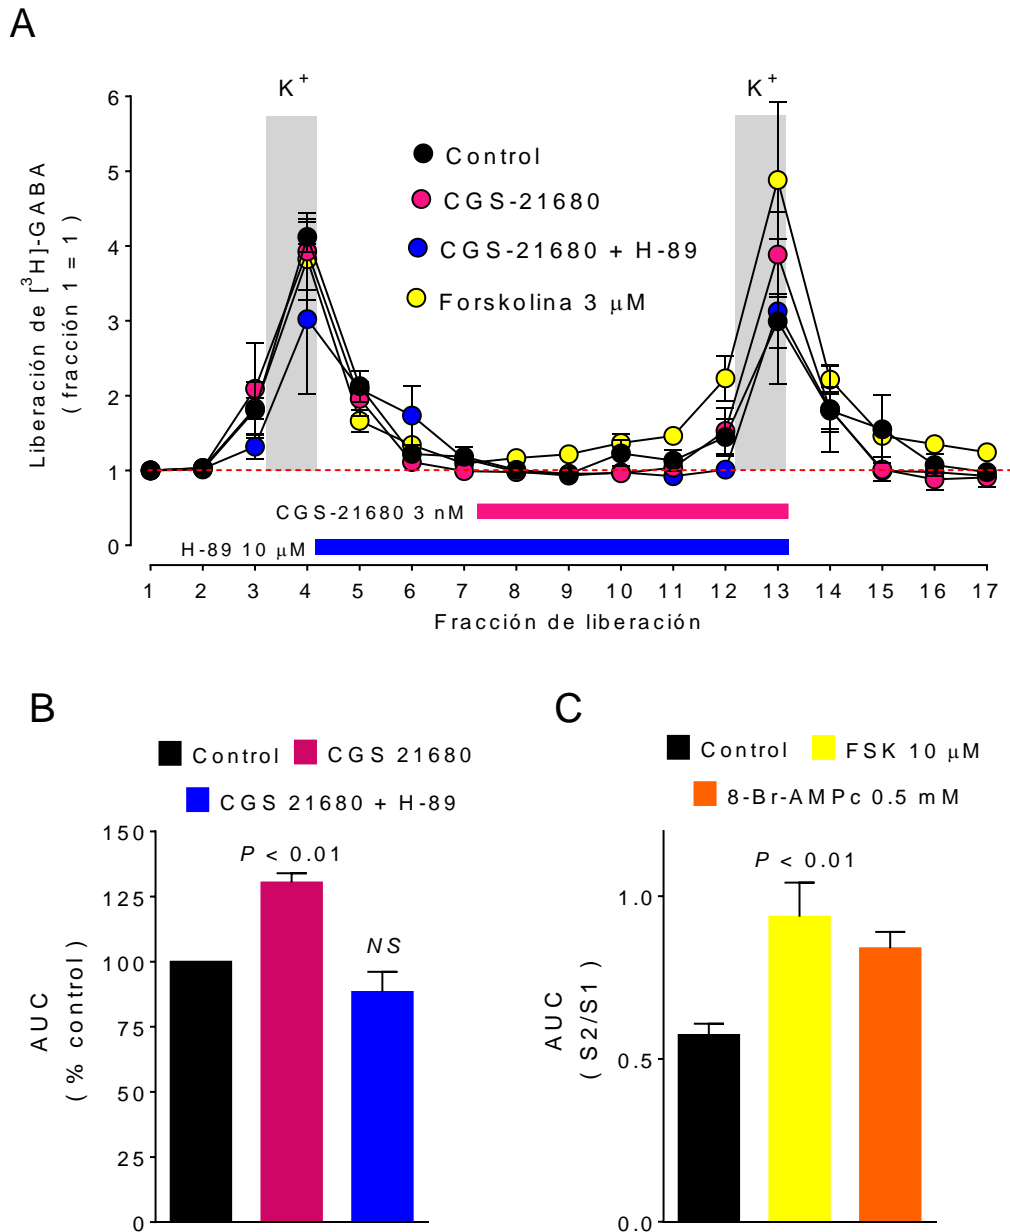 A
K+
K+
6
5
4
3
2
1
0
Liberación de [³H]-GABA
( fracción 1 = 1 )
Control
CGS-21680
CGS-21680 + H-89
Forskolina 3 μM
CGS-21680 3 nM
H-89 10 μM
1 2 3 4 5 6 7 8 9 10 11 12 13 14 15 16 17
Fracción de liberación
B
Control
CGS 21680
CGS 21680 + H-89
150
125
100
75
50
25
0
AUC
( % control )
P < 0.01
NS
C
Control
FSK 10 μM
8-Br-AMPc 0.5 mM
1.0
0.5
0.0
AUC
( S2/S1 )
P < 0.01